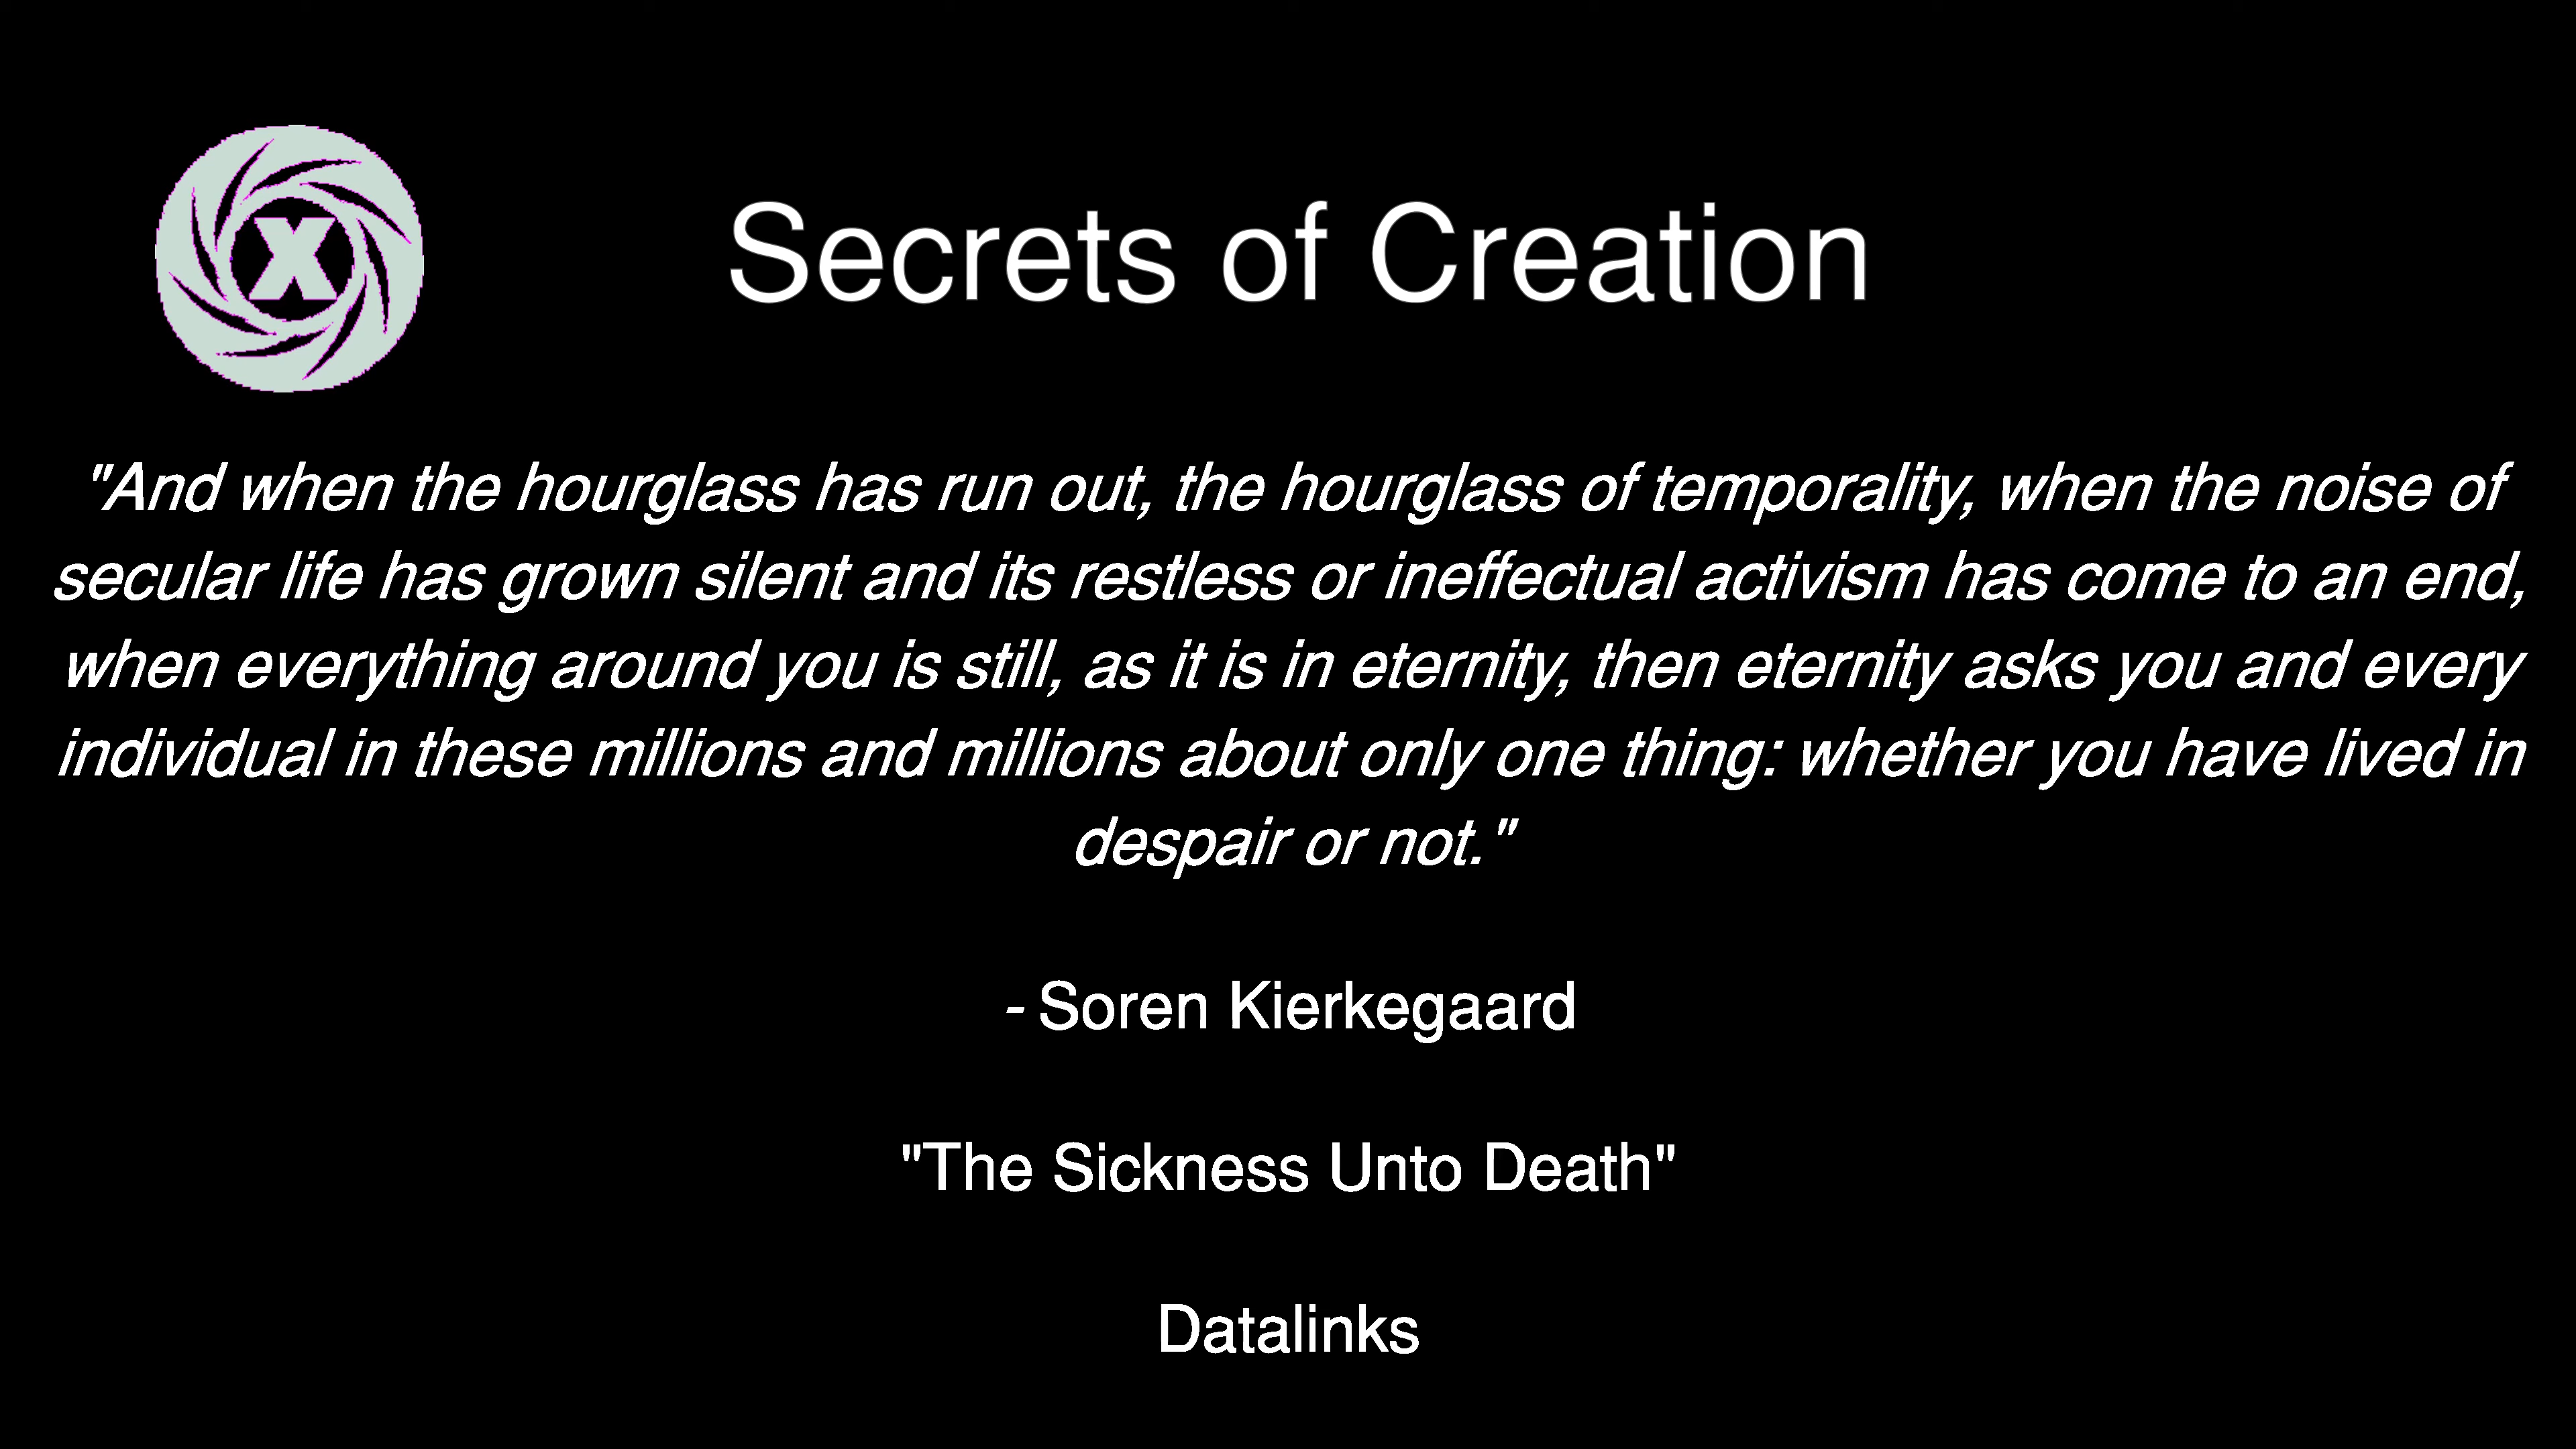 X
Secrets of Creation
"And when the hourglass has run out, the hourglass of temporality, when the noise of
secular life has grown silent and its restless or ineffectual activism has come to an end,
when everything around you is still, as it is in eternity, then eternity asks you and every
individual in these millions and millions about only one thing: whether you have lived in
despair or not."
- Soren Kierkegaard
"The Sickness Unto Death"
Datalinks